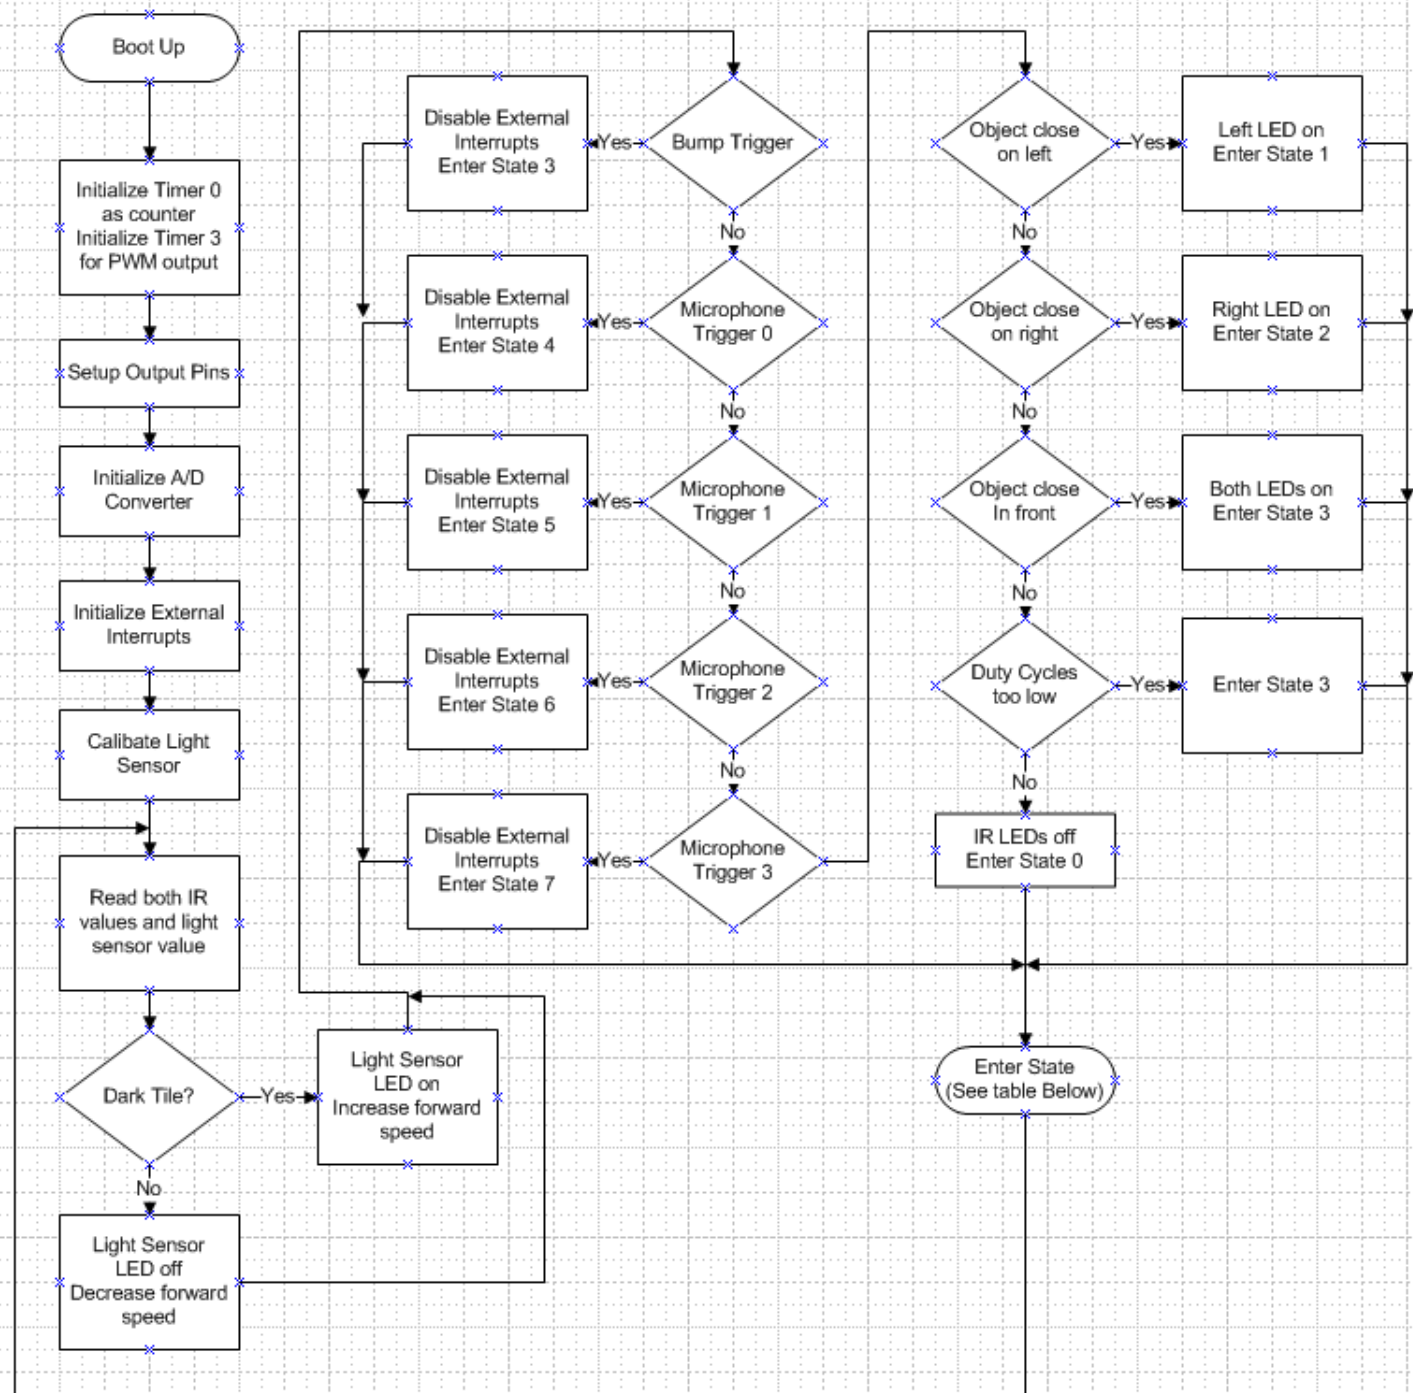 Boot Up
Initialize Timer 0
as counter
Initialize Timer 3
for PWM output
Setup Output Pins
Initialize A/D
Converter
Initialize External
Interrupts
Calibate Light
Sensor
Read both IR
values and light
sensor value
Dark Tile?
Yes
No
Light Sensor
LED on
Increase forward
speed
Light Sensor
LED off
Decrease forward
speed
Bump Trigger
Yes
Disable External
Interrupts
Enter State 3
No
Microphone
Trigger 0
Yes
Disable External
Interrupts
Enter State 4
No
Microphone
Trigger 1
Yes
Disable External
Interrupts
Enter State 5
No
Microphone
Trigger 2
Yes
Disable External
Interrupts
Enter State 6
No
Microphone
Trigger 3
Yes
Disable External
Interrupts
Enter State 7
Object close
on left
Yes
Left LED on
Enter State 1
No
Object close
on right
Yes
Right LED on
Enter State 2
No
Object close
In front
Yes
Both LEDs on
Enter State 3
No
Duty Cycles
too low
Yes
Enter State 3
No
IR LEDs off
Enter State 0
Enter State
(See table Below)